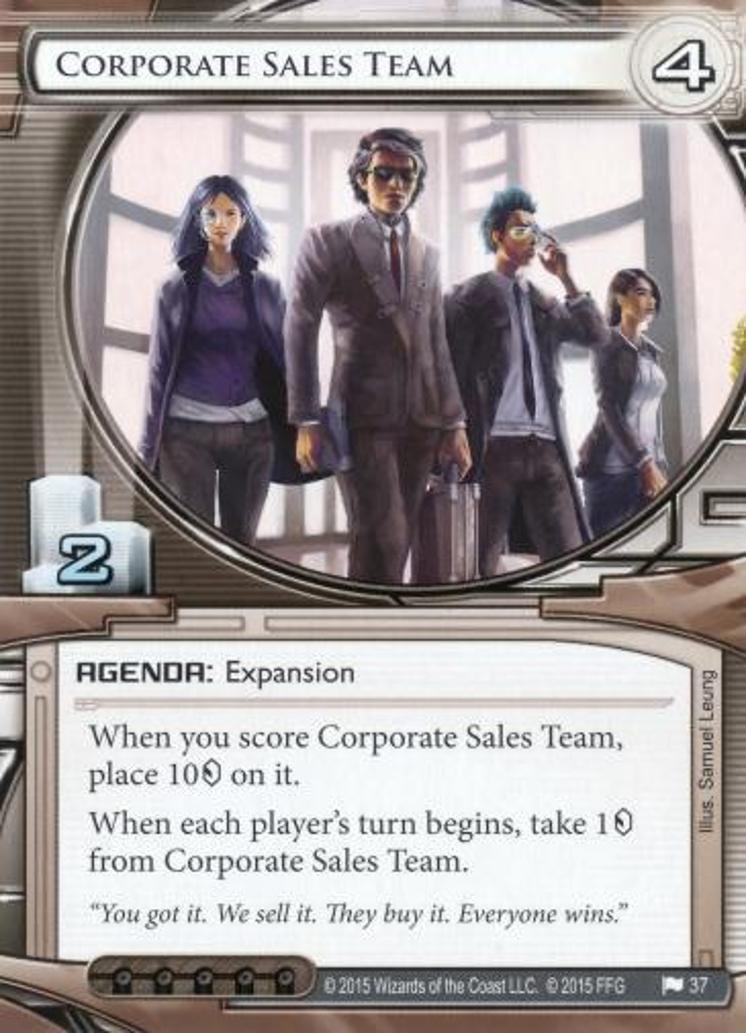 Corporate Sales Team
4
2
AGENDA: Expansion
When you score Corporate Sales Team,
place 10 on it.
When each player's turn begins, take 1
from Corporate Sales Team.
“You got it. We sell it. They buy it. Everyone wins.”
Illus. Samuel Leung
© 2015 Wizards of the Coast LLC. © 2015 FFG
37